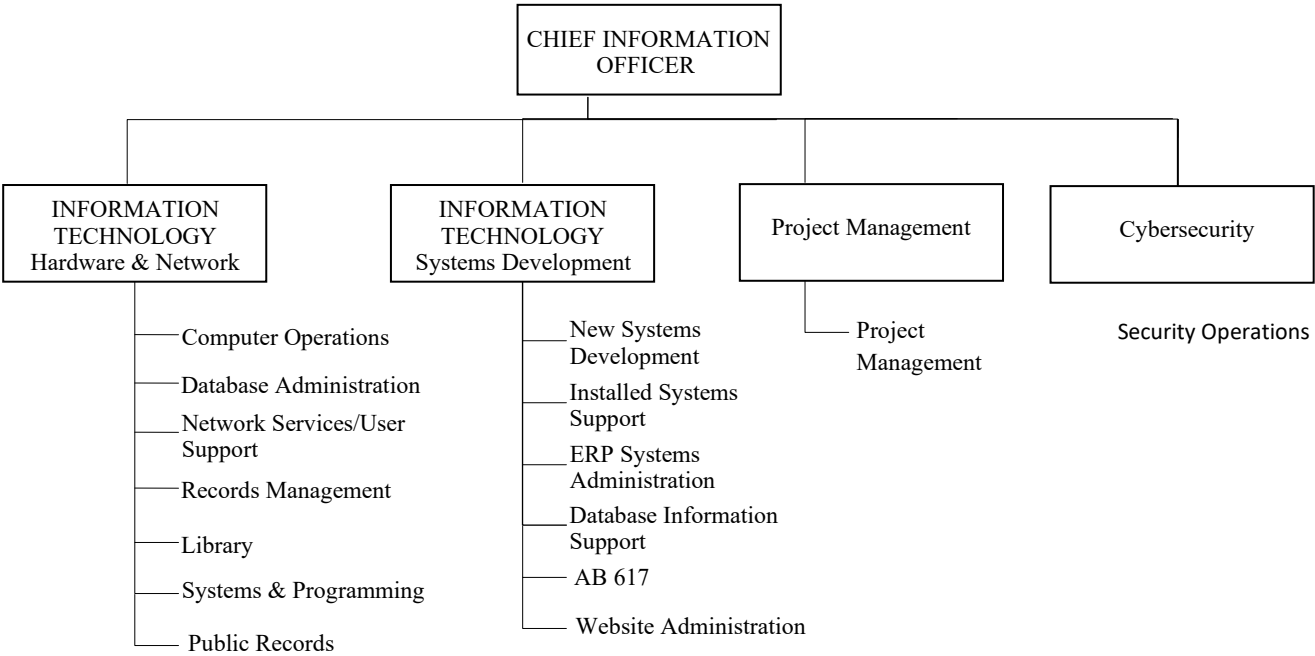 CHIEF INFORMATION
OFFICER
INFORMATION
TECHNOLOGY
Hardware & Network
INFORMATION
TECHNOLOGY
Systems Development
Project Management
Cybersecurity
Computer Operations
Database Administration
Network Services/User
Support
Records Management
Library
Systems & Programming
Public Records
New Systems
Development
Installed Systems
Support
ERP Systems
Administration
Database Information
Support
AB 617
Website Administration
Project
Management
Security Operations